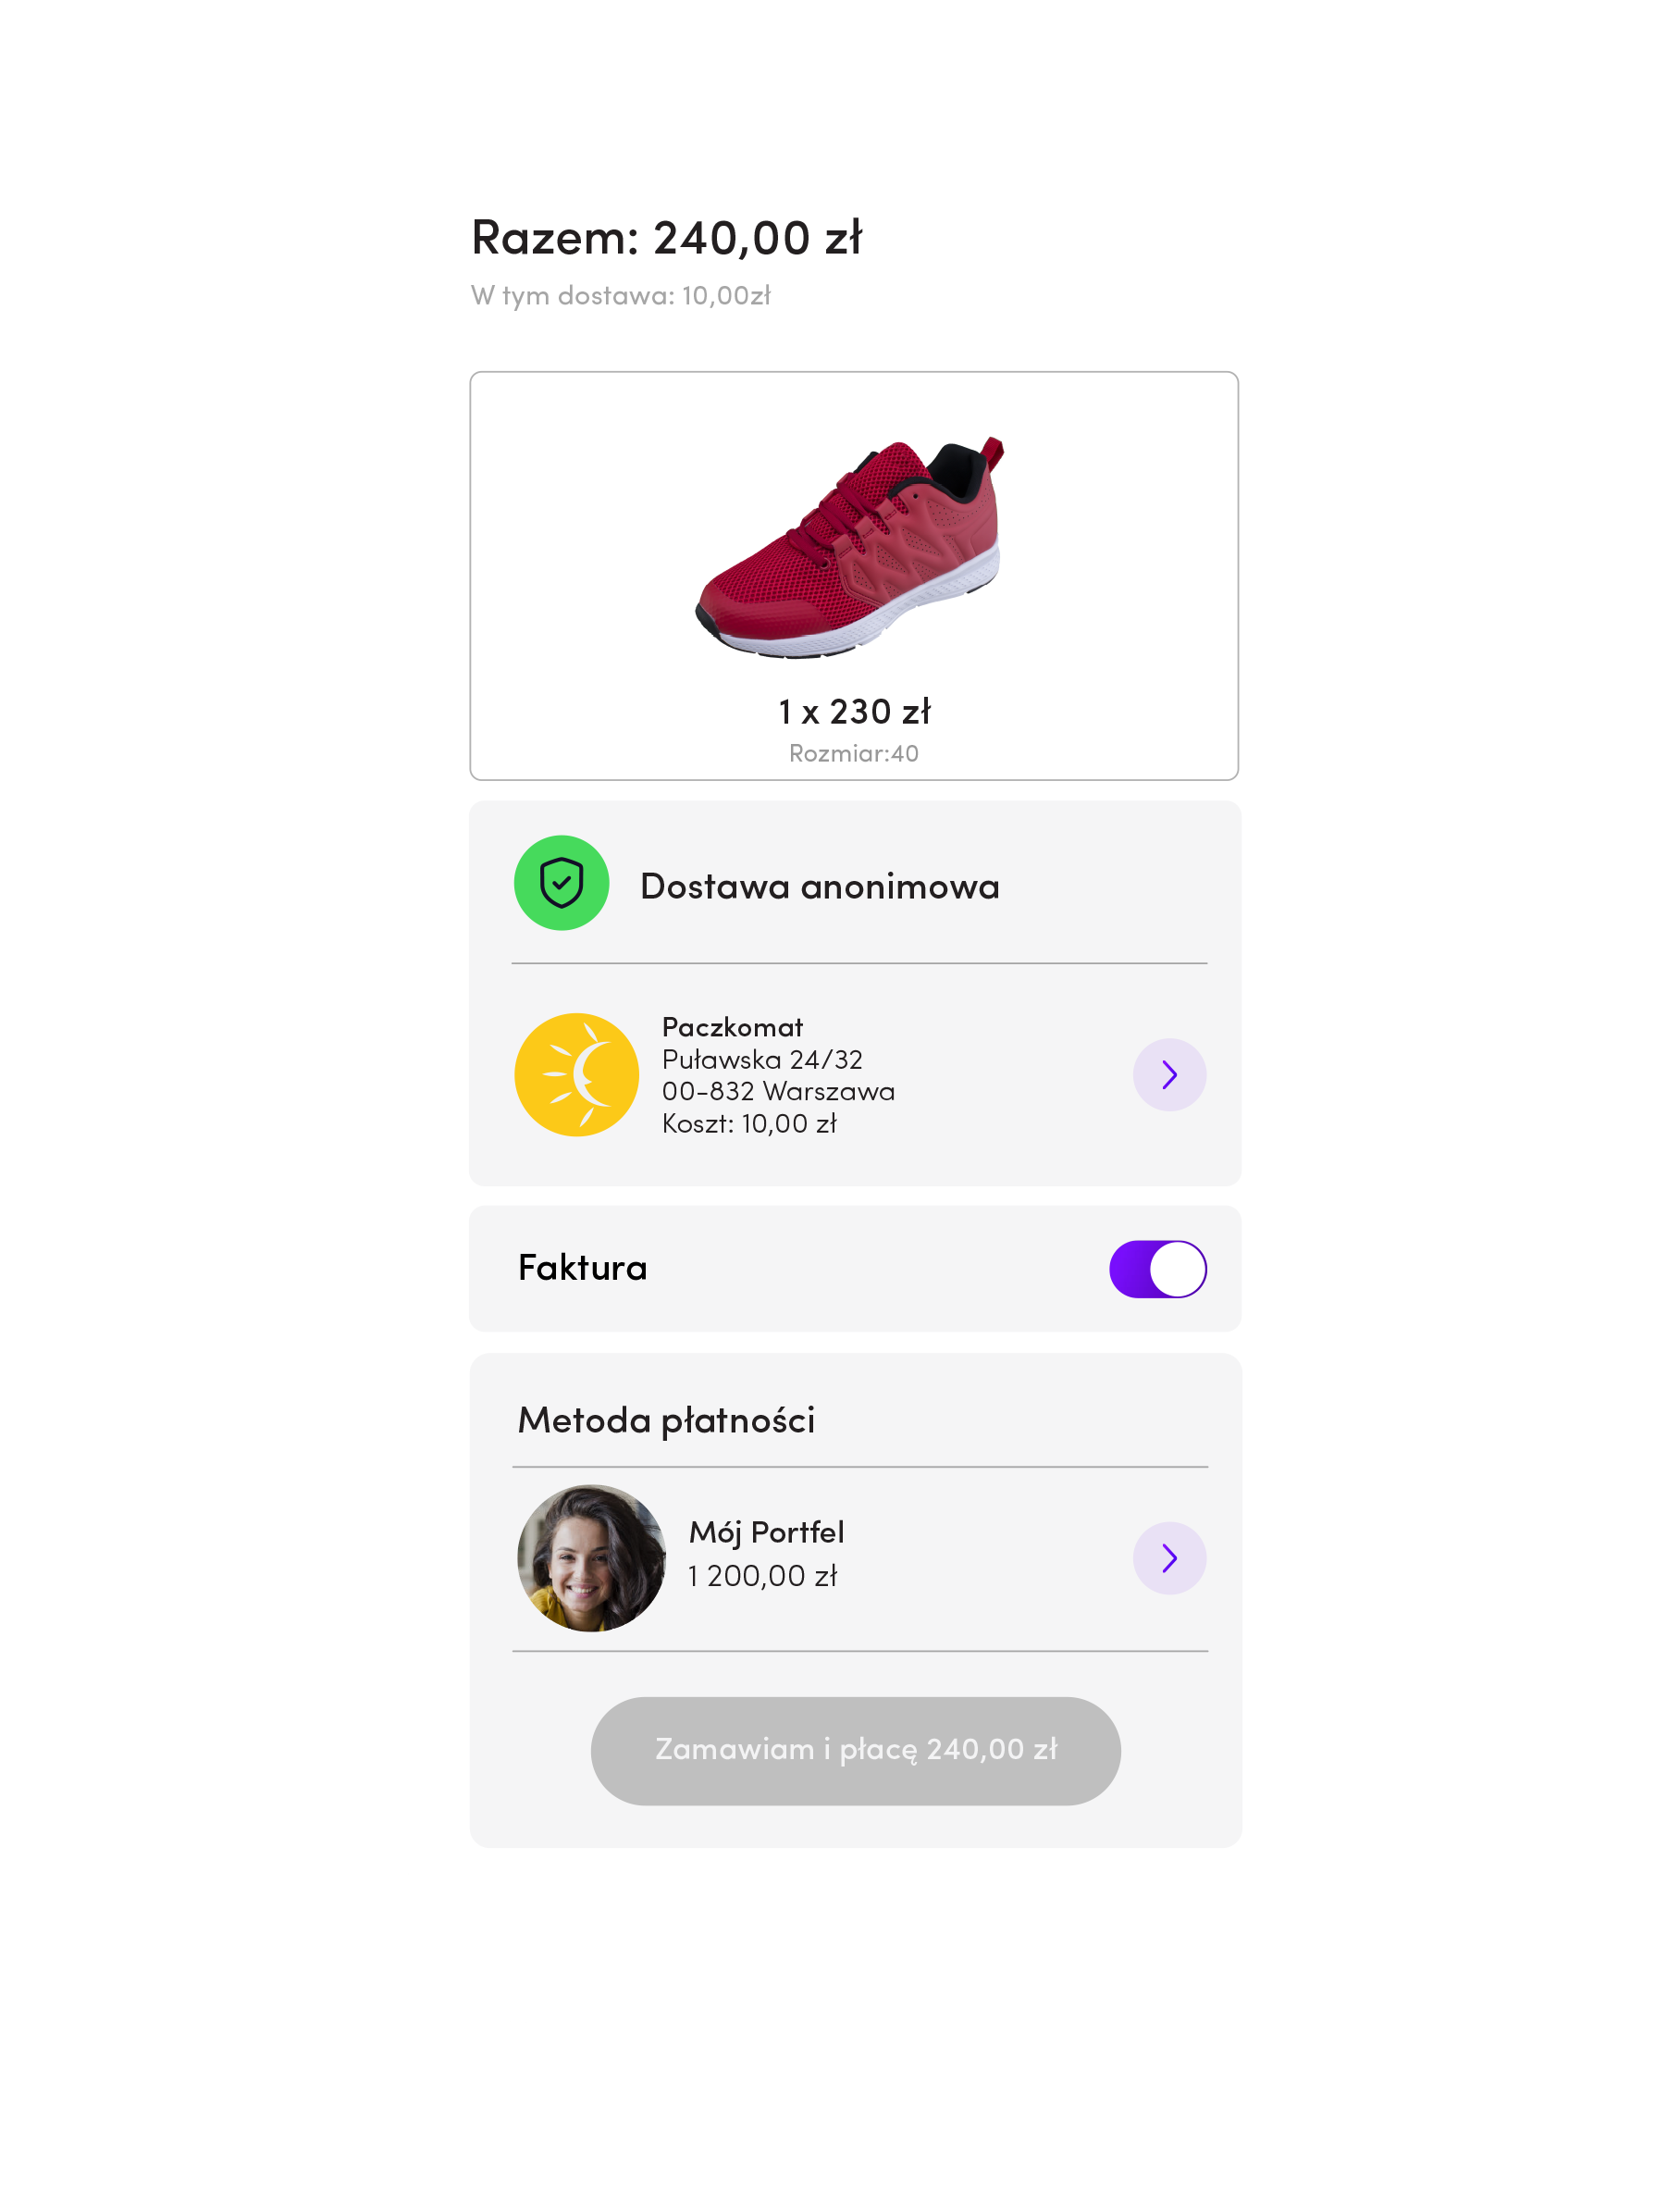 Razem: 240,00 zł
W tym dostawa: 10,00zł
1 x 230 zł
Rozmiar:40
Dostawa anonimowa
Paczkomat
Puławska 24/32
00-832 Warszawa
Koszt: 10,00 zł
Faktura
Metoda płatności
Mój Portfel
1 200,00 zł
Zamawiam i płacę 240,00 zł